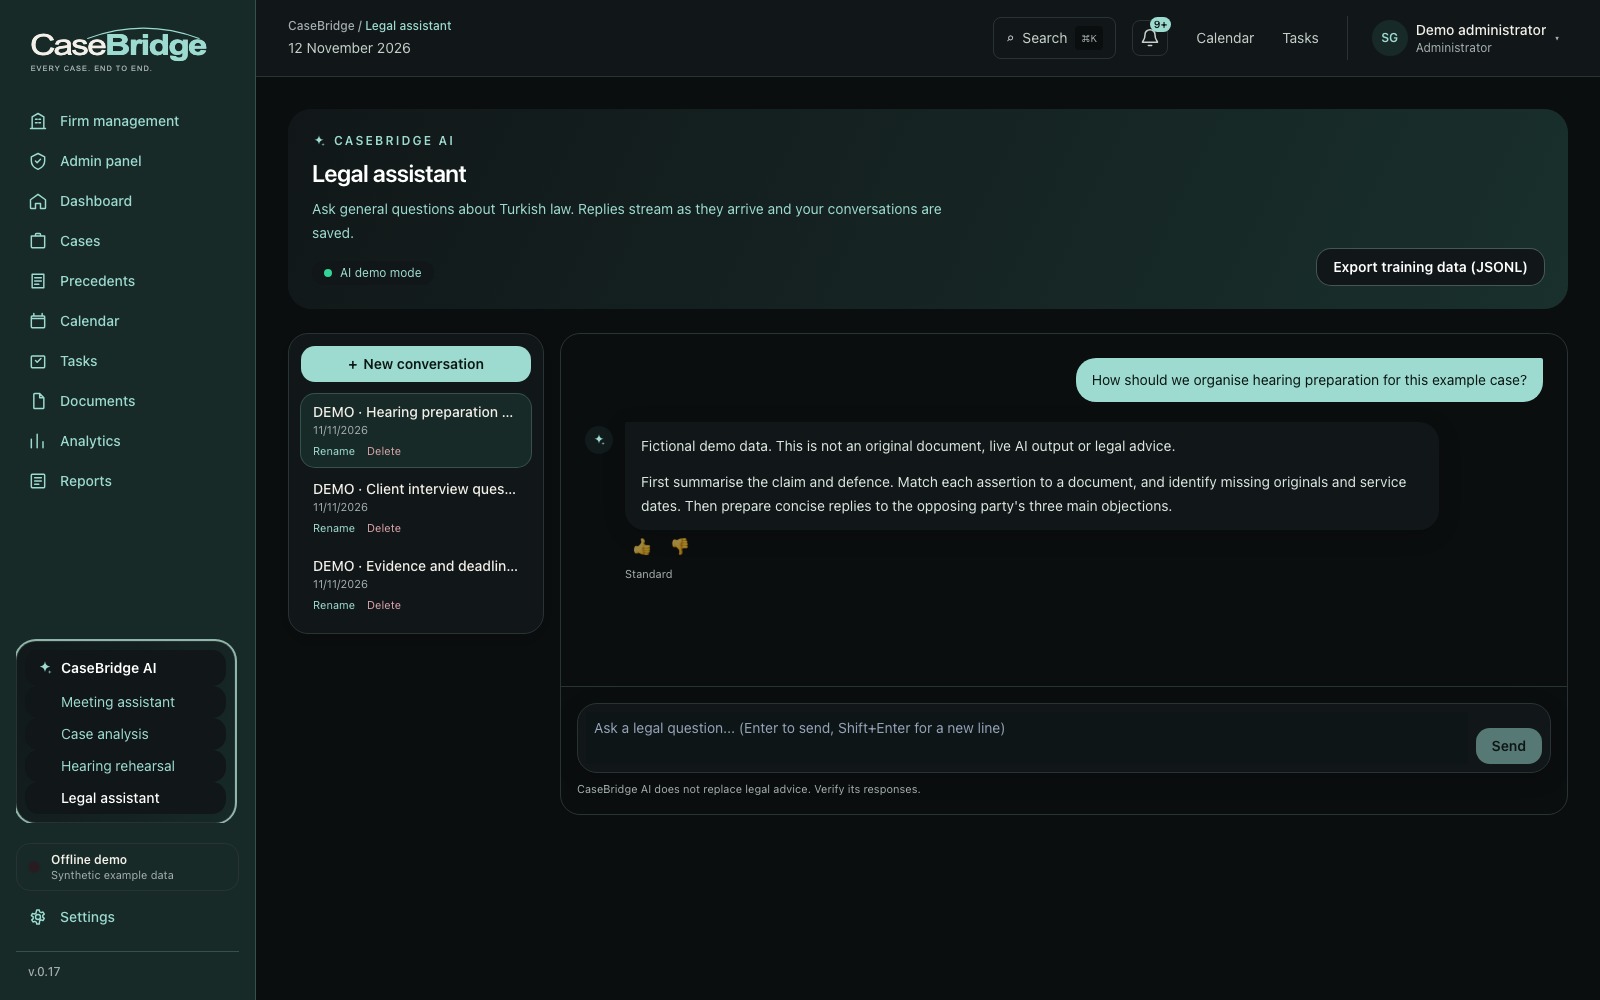 CaseBridge
EVERY CASE. END TO END.
Firm management
Admin panel
Dashboard
Cases
Precedents
Calendar
Tasks
Documents
Analytics
Reports
CaseBridge AI
Meeting assistant
Case analysis
Hearing rehearsal
Legal assistant
Offline demo
Synthetic example data
Settings
v.0.17
CaseBridge / Legal assistant
12 November 2026
Search ⌘K
9+
Calendar
Tasks
SG
Demo administrator
Administrator
CASEBRIDGE AI
Legal assistant
Ask general questions about Turkish law. Replies stream as they arrive and your conversations are
saved.
AI demo mode
Export training data (JSONL)
+ New conversation
DEMO · Hearing preparation ...
11/11/2026
Rename Delete
DEMO · Client interview ques...
11/11/2026
Rename Delete
DEMO · Evidence and deadlin...
11/11/2026
Rename Delete
How should we organise hearing preparation for this example case?
Fictional demo data. This is not an original document, live AI output or legal advice.
First summarise the claim and defence. Match each assertion to a document, and identify missing originals and service
dates. Then prepare concise replies to the opposing party's three main objections.
Standard
Ask a legal question... (Enter to send, Shift+Enter for a new line)
Send
CaseBridge AI does not replace legal advice. Verify its responses.